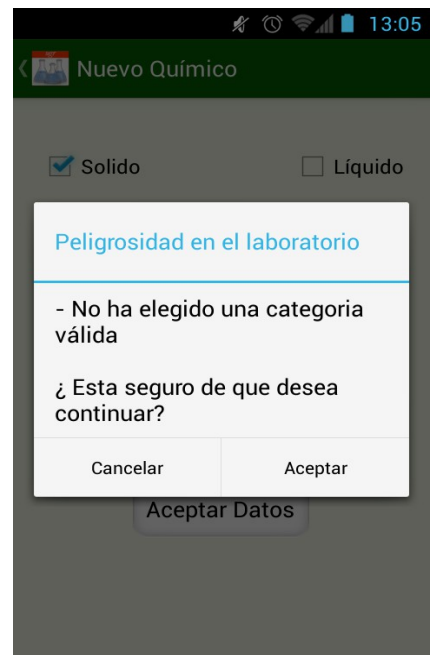 13:05
Nuevo Químico
Solido
Líquido
Peligrosidad en el laboratorio
- No ha elegido una categoria
válida
¿ Esta seguro de que desea
continuar?
Cancelar
Aceptar
Aceptar Datos